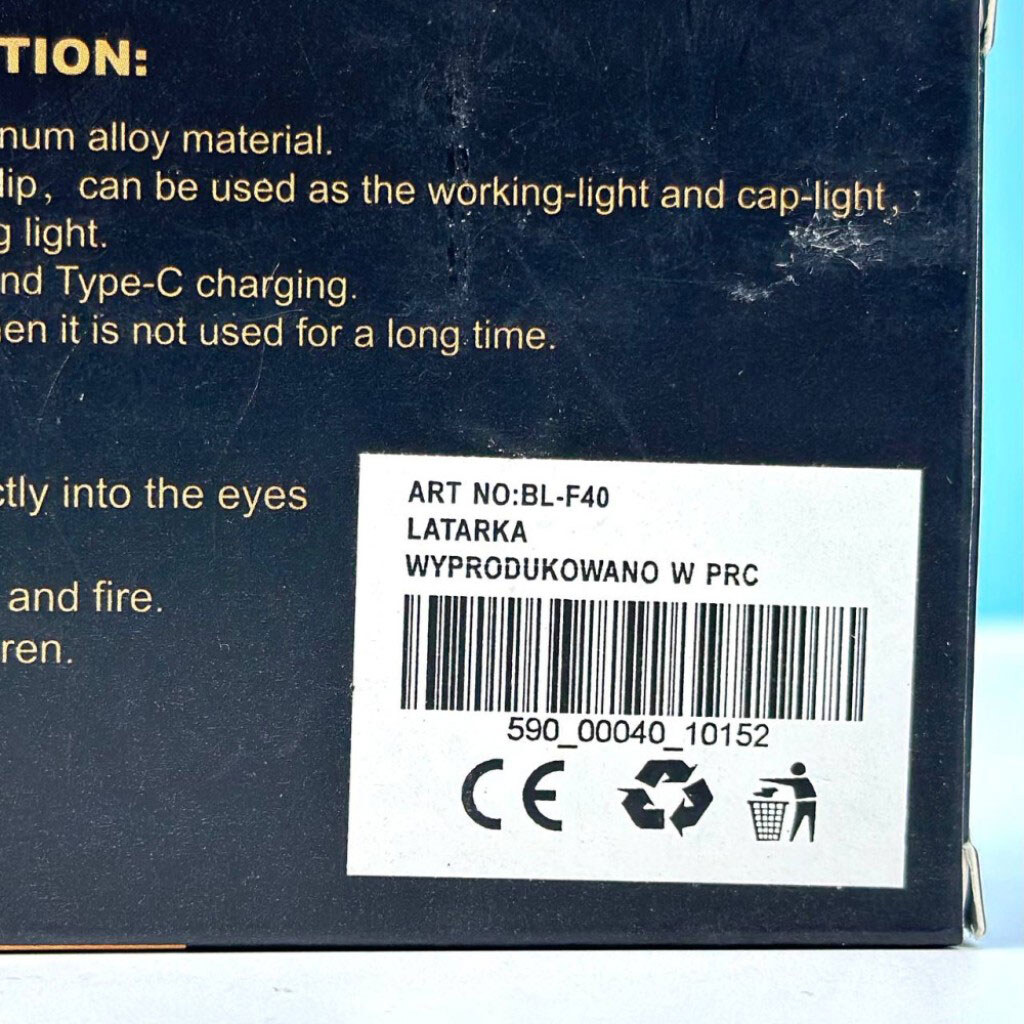 TION:
num alloy material.
lip, can be used as the working-light and cap-light,
g light.
nd Type-C charging.
en it is not used for a long time.
ctly into the eyes
and fire.
ren.
ART NO:BL-F40
LATARKA
WYPRODUKOWANO W PRC
590_00040_10152
CE